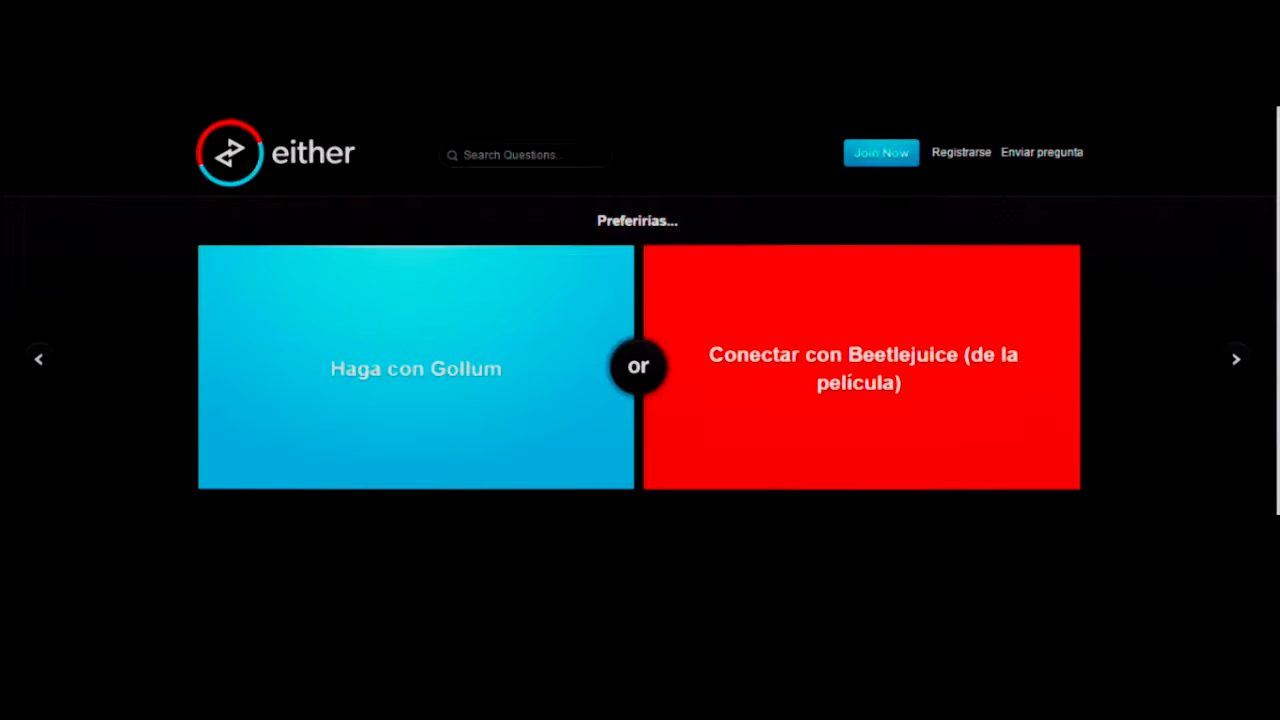 either
Search Questions...
Join Now
Registrarse
Enviar pregunta
Preferirías...
Haga con Gollum
or
Conectar con Beetlejuice (de la
película)